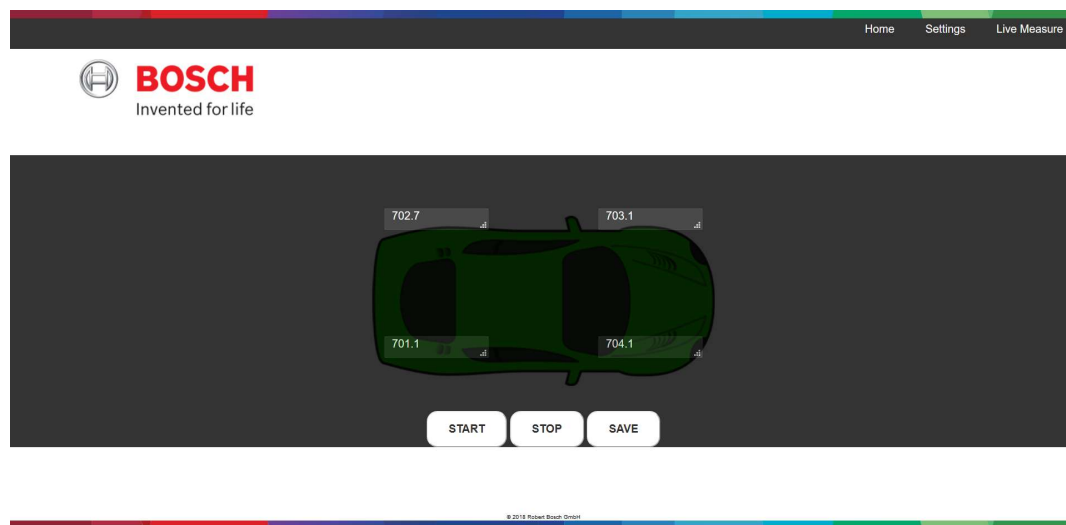 Home Settings Live Measure
BOSCH
Invented for life
702.7 703.1
701.1 704.1
START STOP SAVE
© 2018 Robert Bosch GmbH